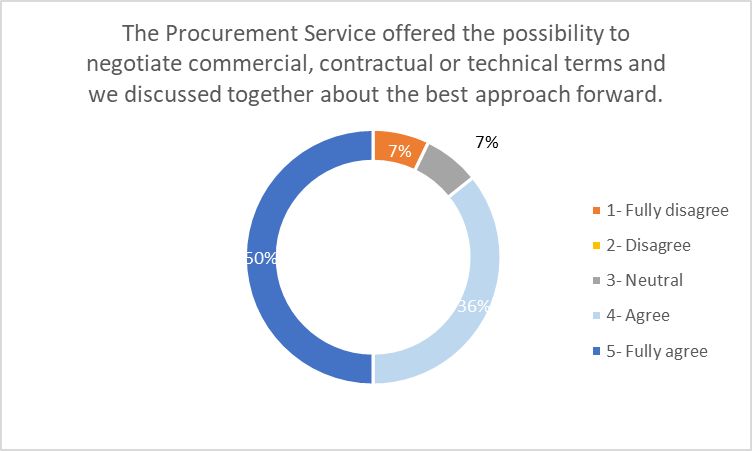 The Procurement Service offered the possibility to
negotiate commercial, contractual or technical terms and
we discussed together about the best approach forward.
7%
7%
50%
36%
1- Fully disagree
2- Disagree
3- Neutral
4- Agree
5- Fully agree